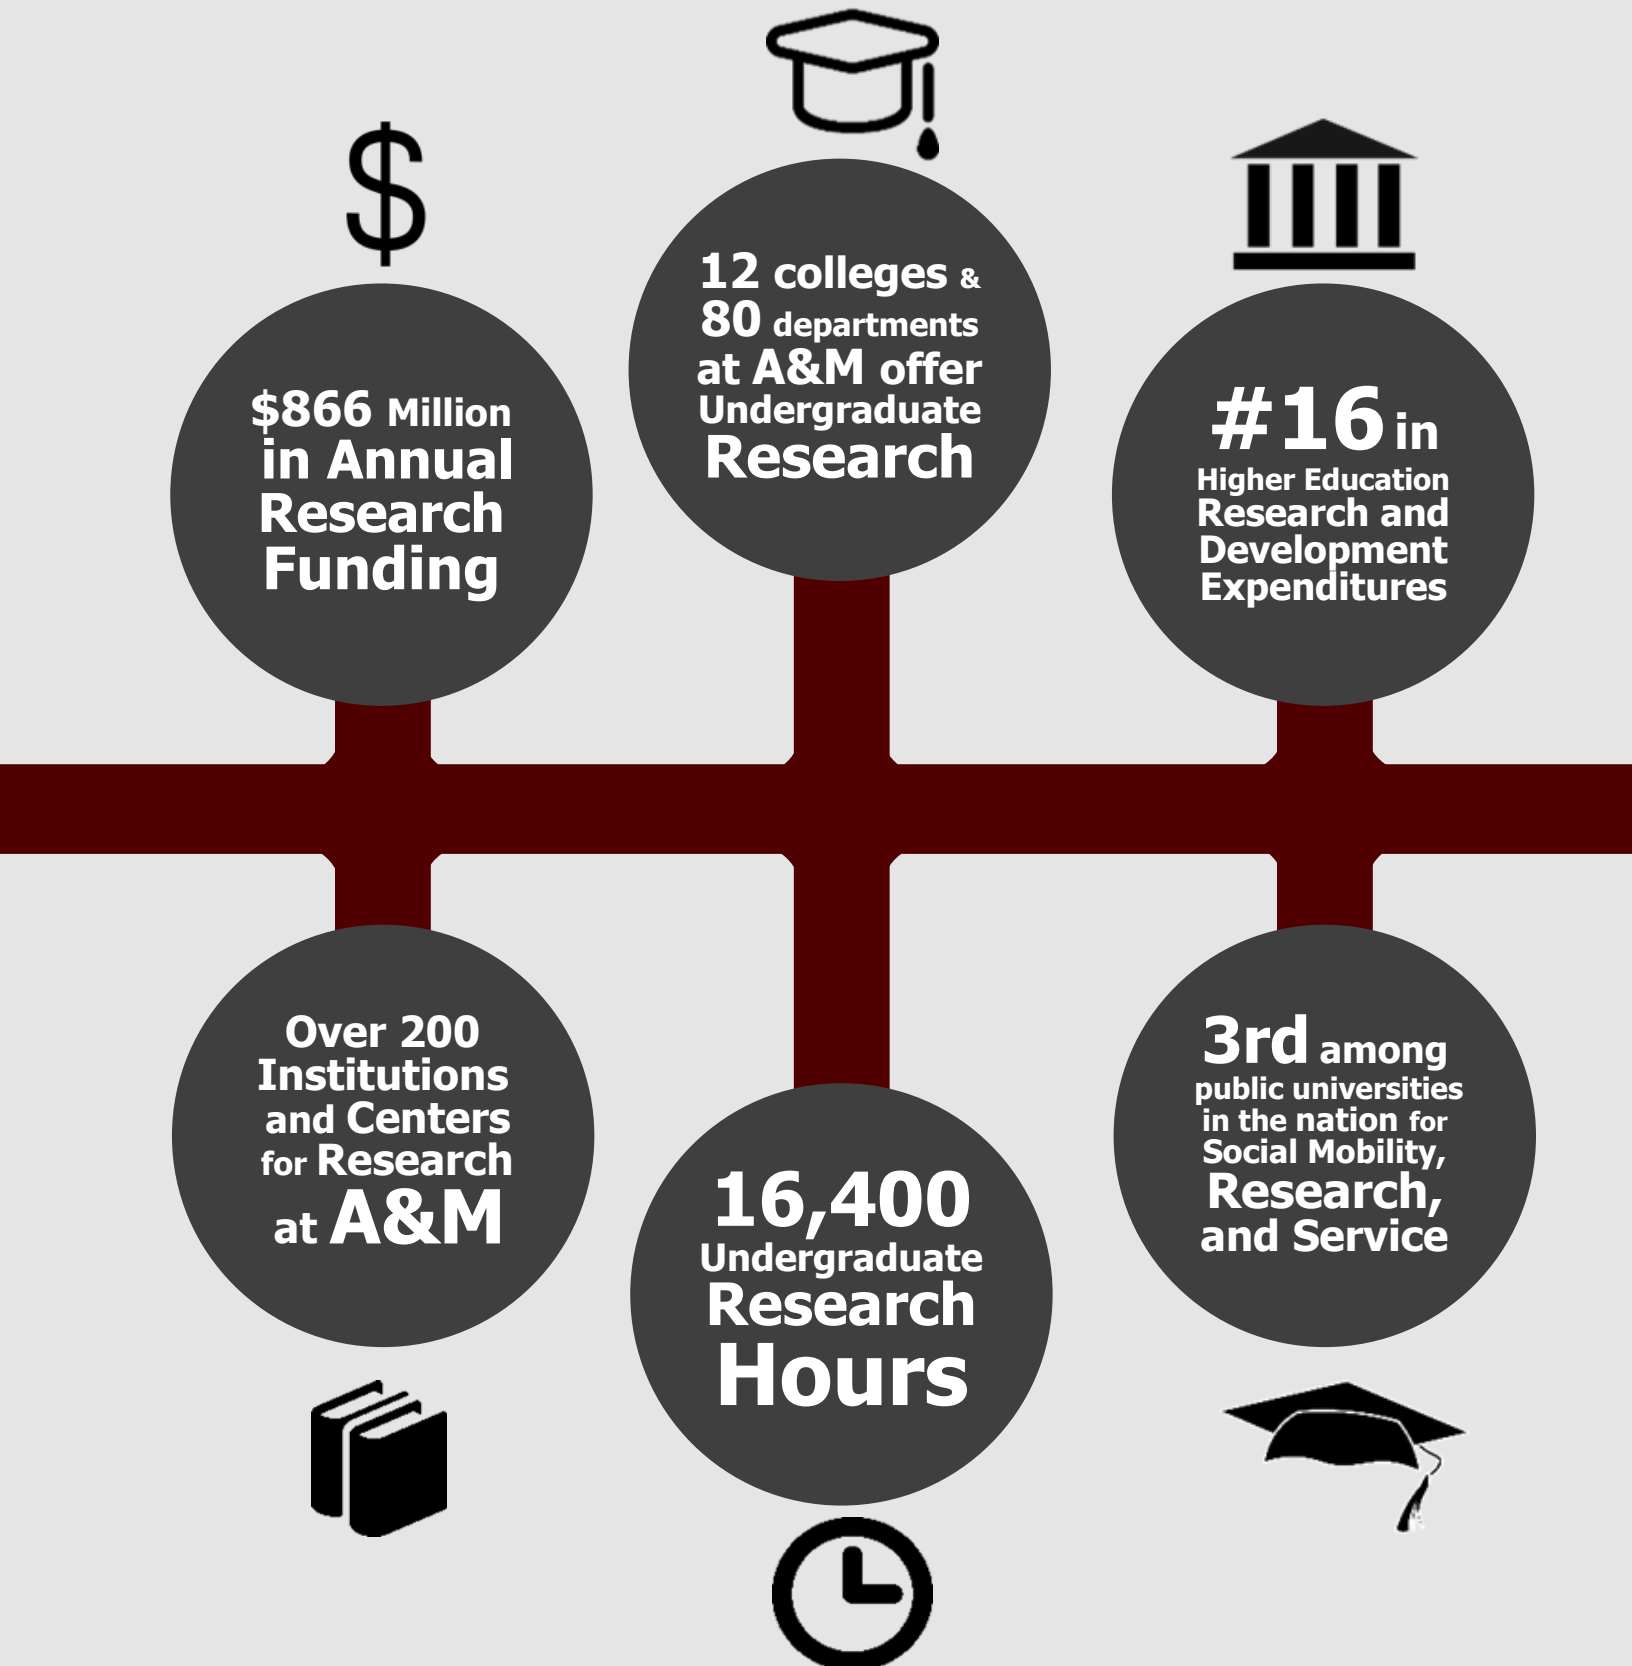 $866 Million
in Annual
Research
Funding
12 colleges &
80 departments
at A&M offer
Undergraduate
Research
#16 in
Higher Education
Research and
Development
Expenditures
Over 200
Institutions
and Centers
for Research
at A&M
16,400
Undergraduate
Research
Hours
3rd among
public universities
in the nation for
Social Mobility,
Research,
and Service